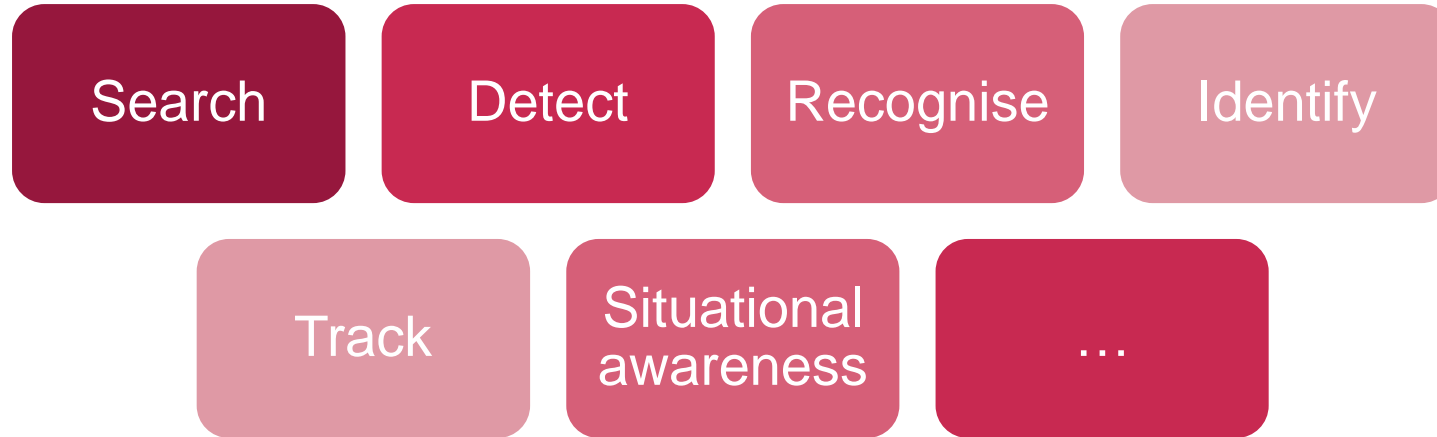 Search
Detect
Recognise
Identify
Track
Situational
awareness
…